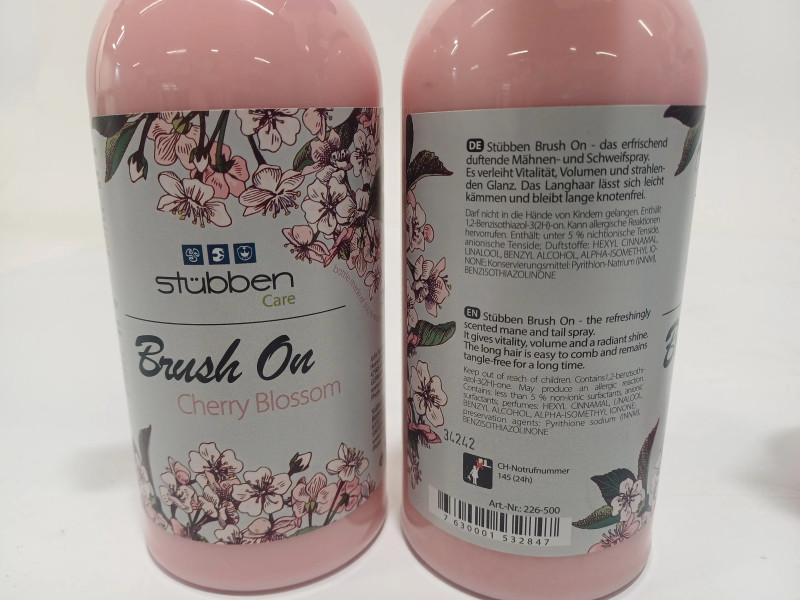 stübben
Care
Brush On
Cherry Blossom
DE Stübben Brush On - das erfrischend
duftende Mähnen- und Schweifspray.
Es verleiht Vitalität, Volumen und strahlen-
den Glanz. Das Langhaar lässt sich leicht
kämmen und bleibt lange knotenfrei.
Darf nicht in die Hände von Kindern gelangen. Enthält
1,2-Benzisothiazol-3(2H)-on. Kann allergische Reaktionen
hervorrufen. Enthält: unter 5 % nichtionische Tenside,
anionische Tenside; Duftstoffe: HEXYL CINNAMAL,
LINALOOL, BENZYL ALCOHOL, ALPHA-ISOMETHYL IO-
NONE; Konservierungsmittel: Pyrithion-Natrium (INNM),
BENZISOTHIAZOLINONE
EN Stübben Brush On - the refreshingly
scented mane and tail spray.
It gives vitality, volume and a radiant shine.
The long hair is easy to comb and remains
tangle-free for a long time.
Keep out of reach of children. Contains1,2-benzisothi-
azol-3(2H)-one. May produce an allergic reaction.
Contains: less than 5 % non-ionic surfactants, anionic
surfactants; perfumes: HEXYL CINNAMAL, LINALOOL,
BENZYL ALCOHOL, ALPHA-ISOMETHYL IONONE;
preservation agents: Pyrithione sodium (INNM),
BENZISOTHIAZOLINONE
34242
CH-Notrufnummer
145 (24h)
Art.-Nr.: 226-500
7 630001 532847